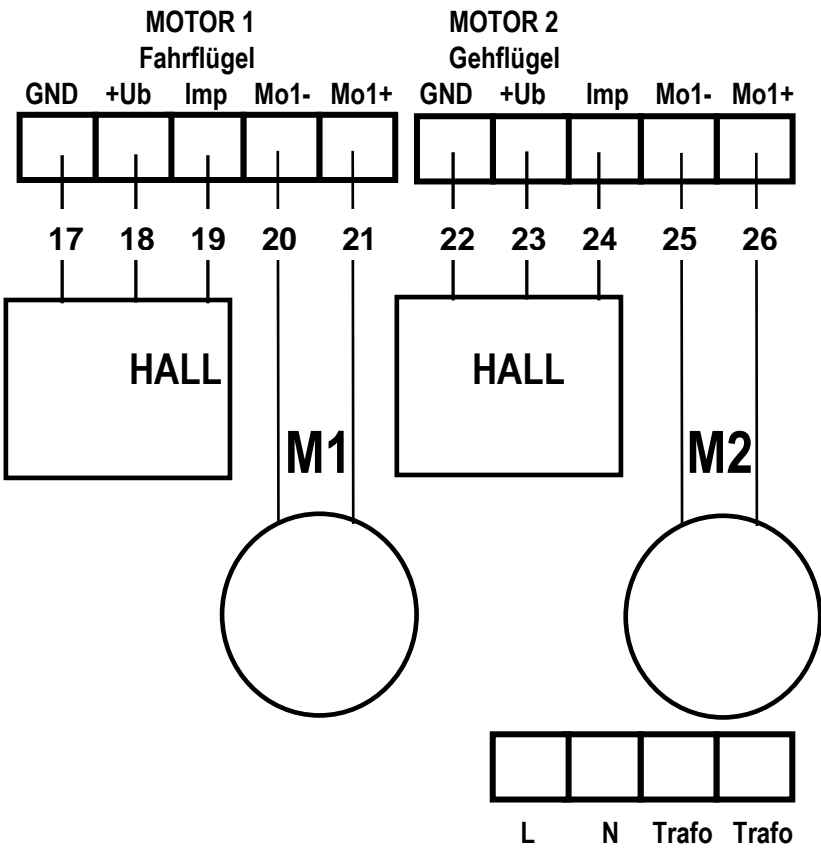 MOTOR 1
Fahrflügel
MOTOR 2
Gehflügel
GND +Ub Imp Mo1- Mo1+
GND +Ub Imp Mo1- Mo1+
17 18 19 20 21
22 23 24 25 26
HALL
HALL
M1
M2
L N Trafo Trafo